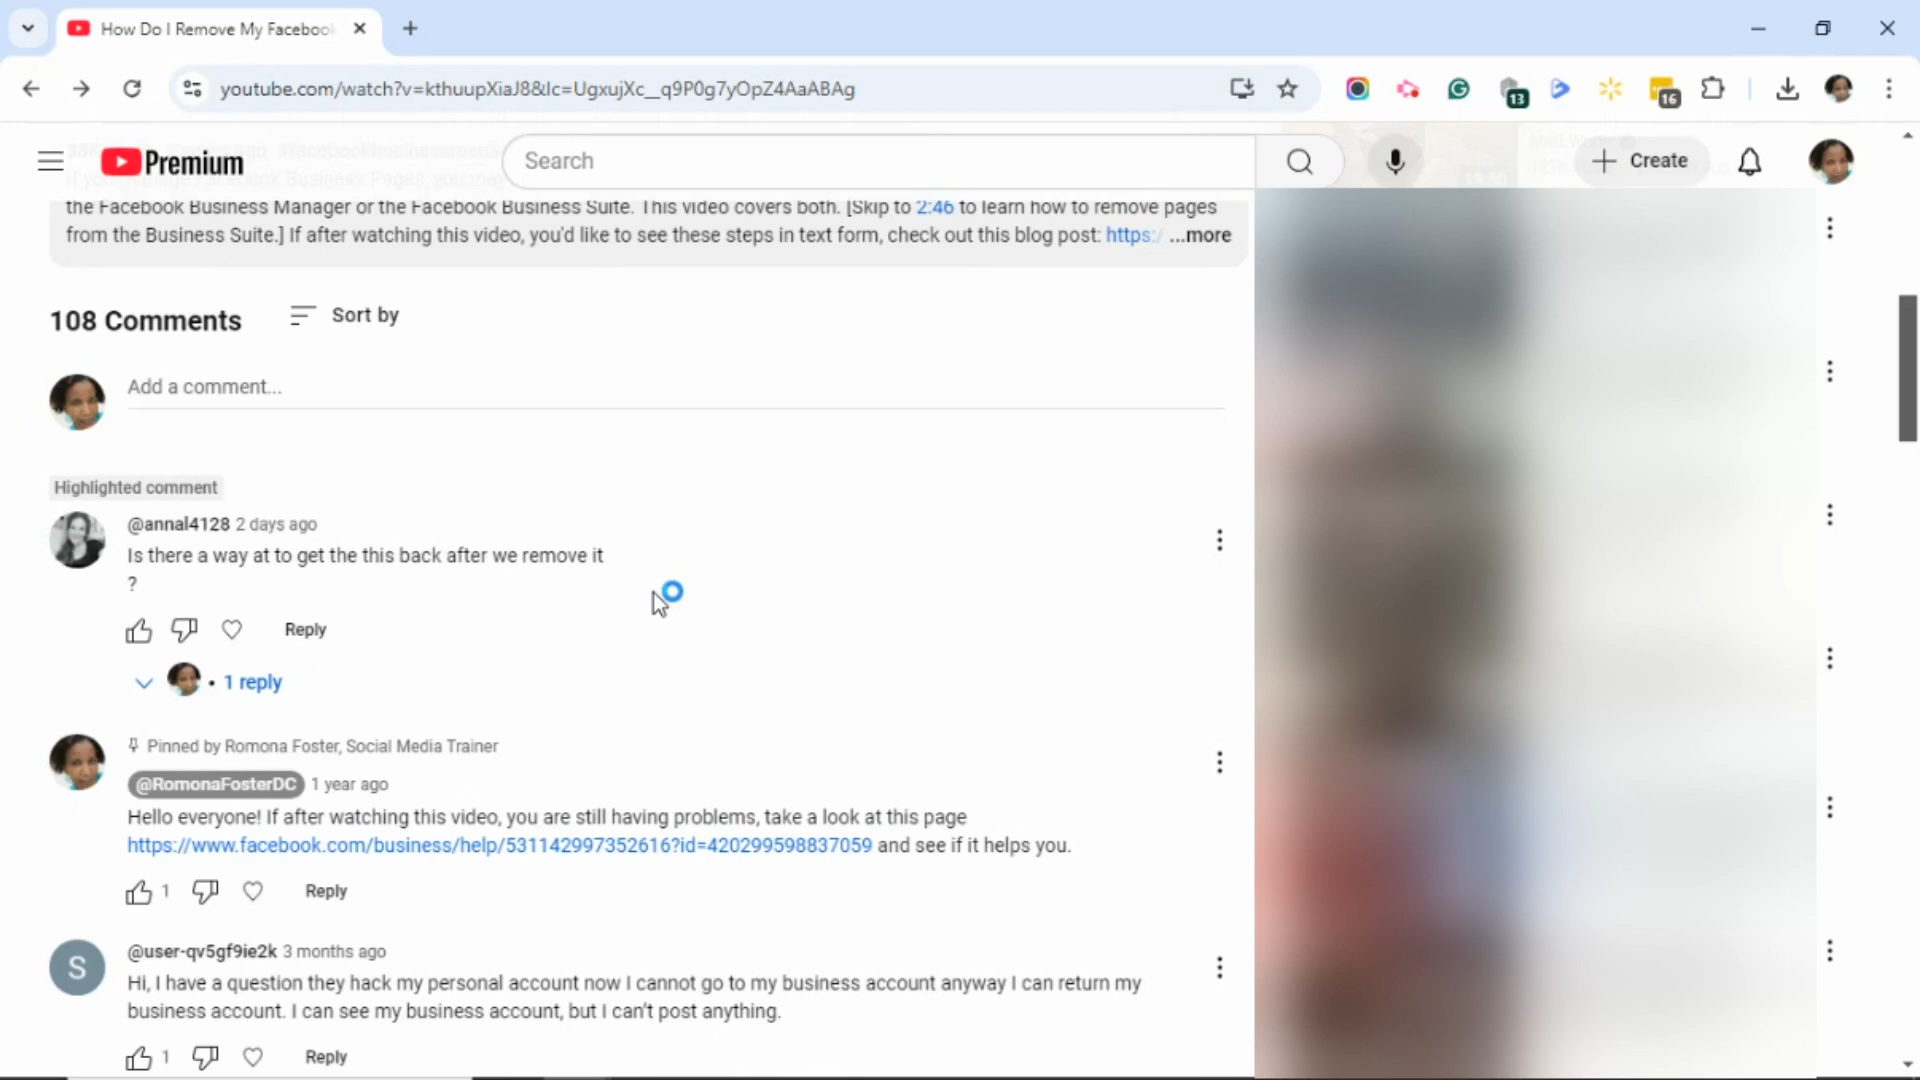 How Do I Remove My Faceboo
youtube.com/watch?v=kthuupXiaJ8&lc=UgxujXc__q9P0g7yOpZ4AaABAg
13
16
Premium
Search
Create
the Facebook Business Manager or the Facebook Business Suite. This video covers both. [Skip to 2:46 to learn how to remove pages
from the Business Suite.] If after watching this video, you'd like to see these steps in text form, check out this blog post: https:/ ...more
108 Comments
Sort by
Add a comment...
Highlighted comment
@annal4128 2 days ago
Is there a way at to get the this back after we remove it
?
Reply
• 1 reply
Pinned by Romona Foster, Social Media Trainer
@RomonaFosterDC 1 year ago
Hello everyone! If after watching this video, you are still having problems, take a look at this page
https://www.facebook.com/business/help/531142997352616?id=420299598837059 and see if it helps you.
1 Reply
S
@user-qv5gf9ie2k 3 months ago
Hi, I have a question they hack my personal account now I cannot go to my business account anyway I can return my
business account. I can see my business account, but I can't post anything.
1 Reply